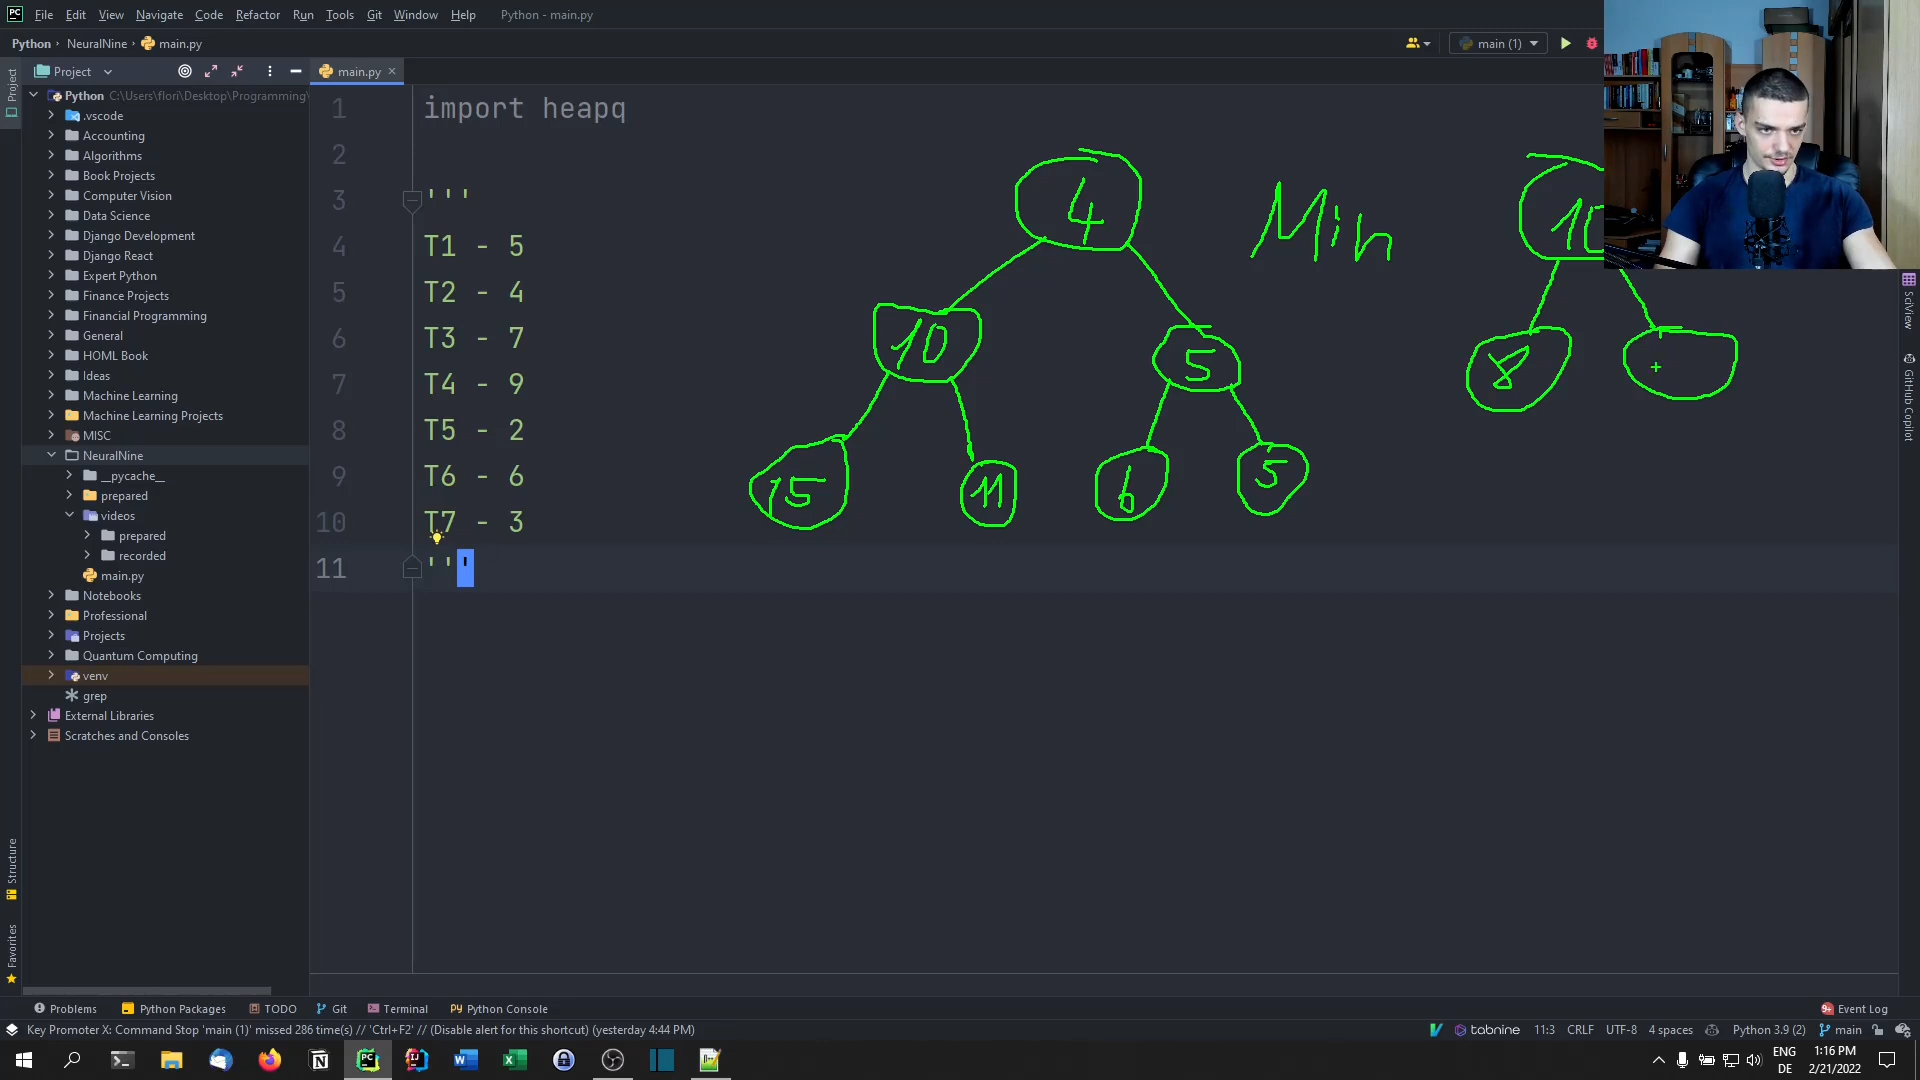 File Edit View Navigate Code Refactor Run Tools Git Window Help Python - main.py
Python NeuralNine main.py main (1)
Project main.py
Project
Python C:\Users\flori\Desktop\Programming\
.vscode
Accounting
Algorithms
Book Projects
Computer Vision
Data Science
Django Development
Django React
Expert Python
Finance Projects
Financial Programming
General
HOML Book
Ideas
Machine Learning
Machine Learning Projects
MISC
NeuralNine
__pycache__
prepared
videos
prepared
recorded
main.py
Notebooks
Professional
Projects
Quantum Computing
venv
grep
External Libraries
Scratches and Consoles
Structure
Favorites
1 import heapq
2
3 '''
4 T1 - 5
5 T2 - 4
6 T3 - 7
7 T4 - 9
8 T5 - 2
9 T6 - 6
10 T7 - 3
11 '''
4 Min 10
10 5 8
15 11 6 5
SciView
GitHub Copilot
Problems Python Packages TODO Git Terminal Python Console Event Log
Key Promoter X: Command Stop 'main (1)' missed 286 time(s) // 'Ctrl+F2' // (Disable alert for this shortcut) (yesterday 4:44 PM) tabnine 11:3 CRLF UTF-8 4 spaces Python 3.9 (2) main
ENG
DE
1:16 PM
2/21/2022